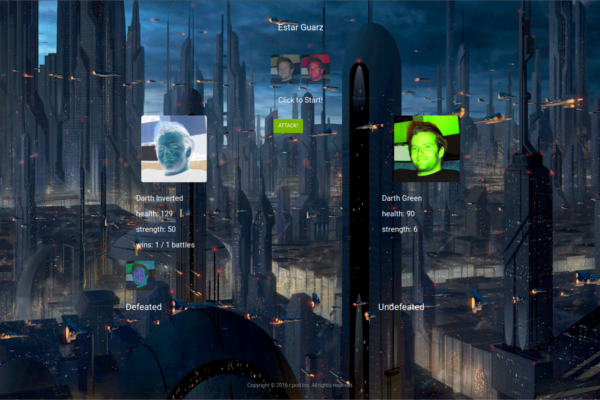 Estar Guarz
Click to Start!
ATTACK!
Darth Inverted
health: 129
strength: 50
wins: 1 / 1 battles
Darth Green
health: 90
strength: 6
Defeated
Undefeated
Copyright © 2016 r.pod Inc. All rights reserved.